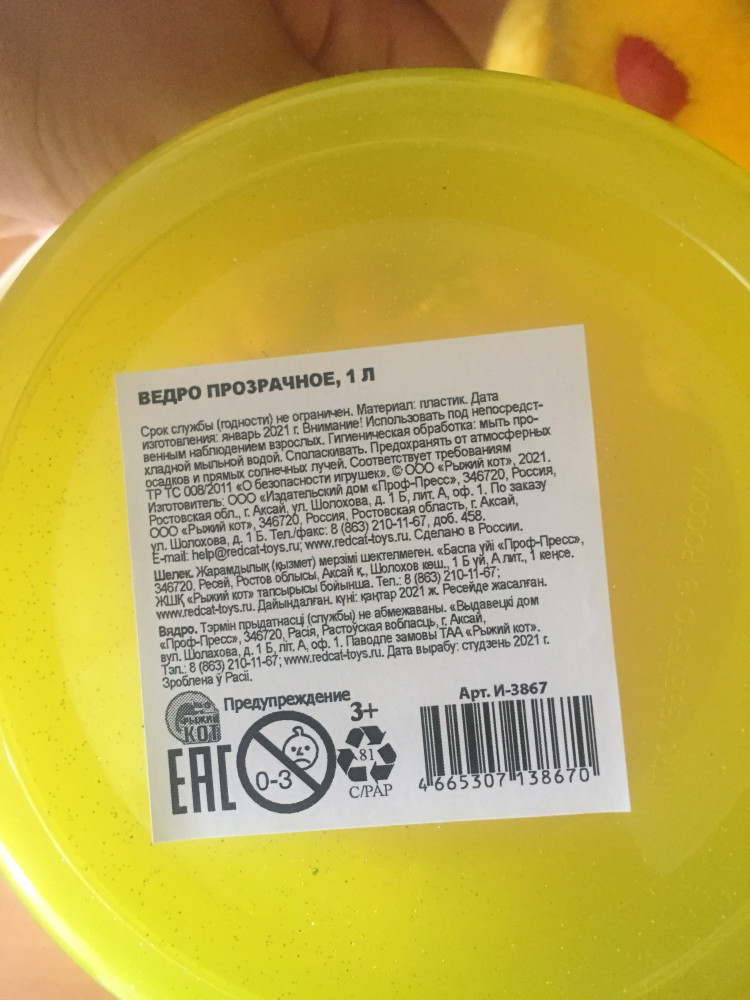 ВЕДРО ПРОЗРАЧНОЕ, 1 Л
Срок службы (годности) не ограничен. Материал: пластик. Дата
изготовления: январь 2021 г. Внимание! Использовать под непосредст-
венным наблюдением взрослых. Гигиеническая обработка: мыть про-
хладной мыльной водой. Споласкивать. Предохранять от атмосферных
осадков и прямых солнечных лучей. Соответствует требованиям
ТР ТС 008/2011 «О безопасности игрушек». © ООО «Рыжий кот», 2021.
Изготовитель: ООО «Издательский дом «Проф-Пресс», 346720, Россия,
Ростовская обл., г. Аксай, ул. Шолохова, д. 1 Б, лит. А, оф. 1. По заказу
ООО «Рыжий кот», 346720, Россия, Ростовская область, г. Аксай,
ул. Шолохова, д. 1 Б. Тел./факс: 8 (863) 210-11-67, доб. 458.
E-mail: help@redcat-toys.ru; www.redcat-toys.ru. Сделано в России.
Шелек. Жарамдылық (қызмет) мерзімі шектелмеген. «Баспа үйі «Проф-Пресс»,
346720, Ресей, Ростов облысы, Аксай қ., Шолохов көш., 1 Б үй, А лит., 1 кеңсе.
ЖШҚ «Рыжий кот» тапсырысы бойынша. Тел.: 8 (863) 210-11-67;
www.redcat-toys.ru. Дайындалған. күні: қаңтар 2021 ж. Ресейде жасалған.
Вядро. Тэрмін прыдатнасці (службы) не абмежаваны. «Выдавецкі дом
«Проф-Пресс», 346720, Расія, Растоўская вобласць, г. Аксай,
вул. Шолахова, д. 1 Б, літ. А, оф. 1. Паводле замовы ТАА «Рыжий кот».
Тэл.: 8 (863) 210-11-67; www.redcat-toys.ru. Дата вырабу: студзень 2021 г.
Зроблена ў Расіі.
РЫЖИЙ
КОТ
Предупреждение
EAC
0-3
3+
81
C/PAP
Арт. И-3867
4 665307 138670